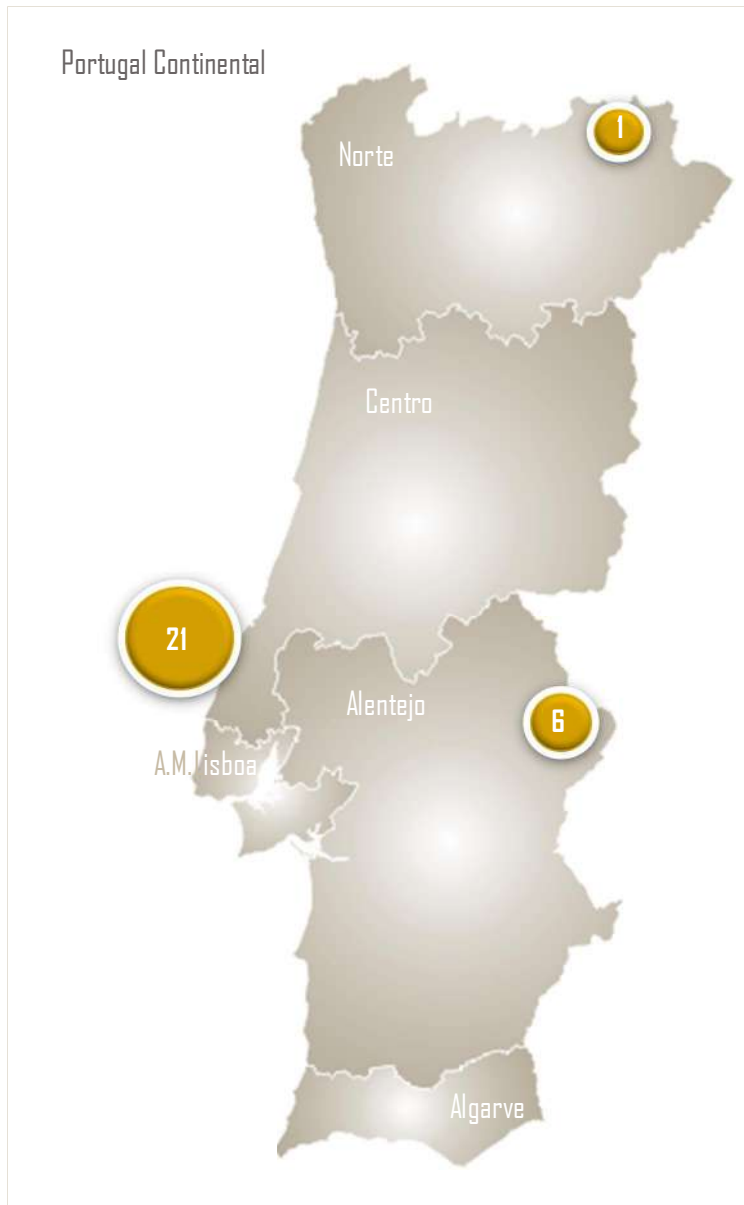 Portugal Continental
1
Norte
Centro
21
Alentejo
6
A.M.Lisboa
Algarve